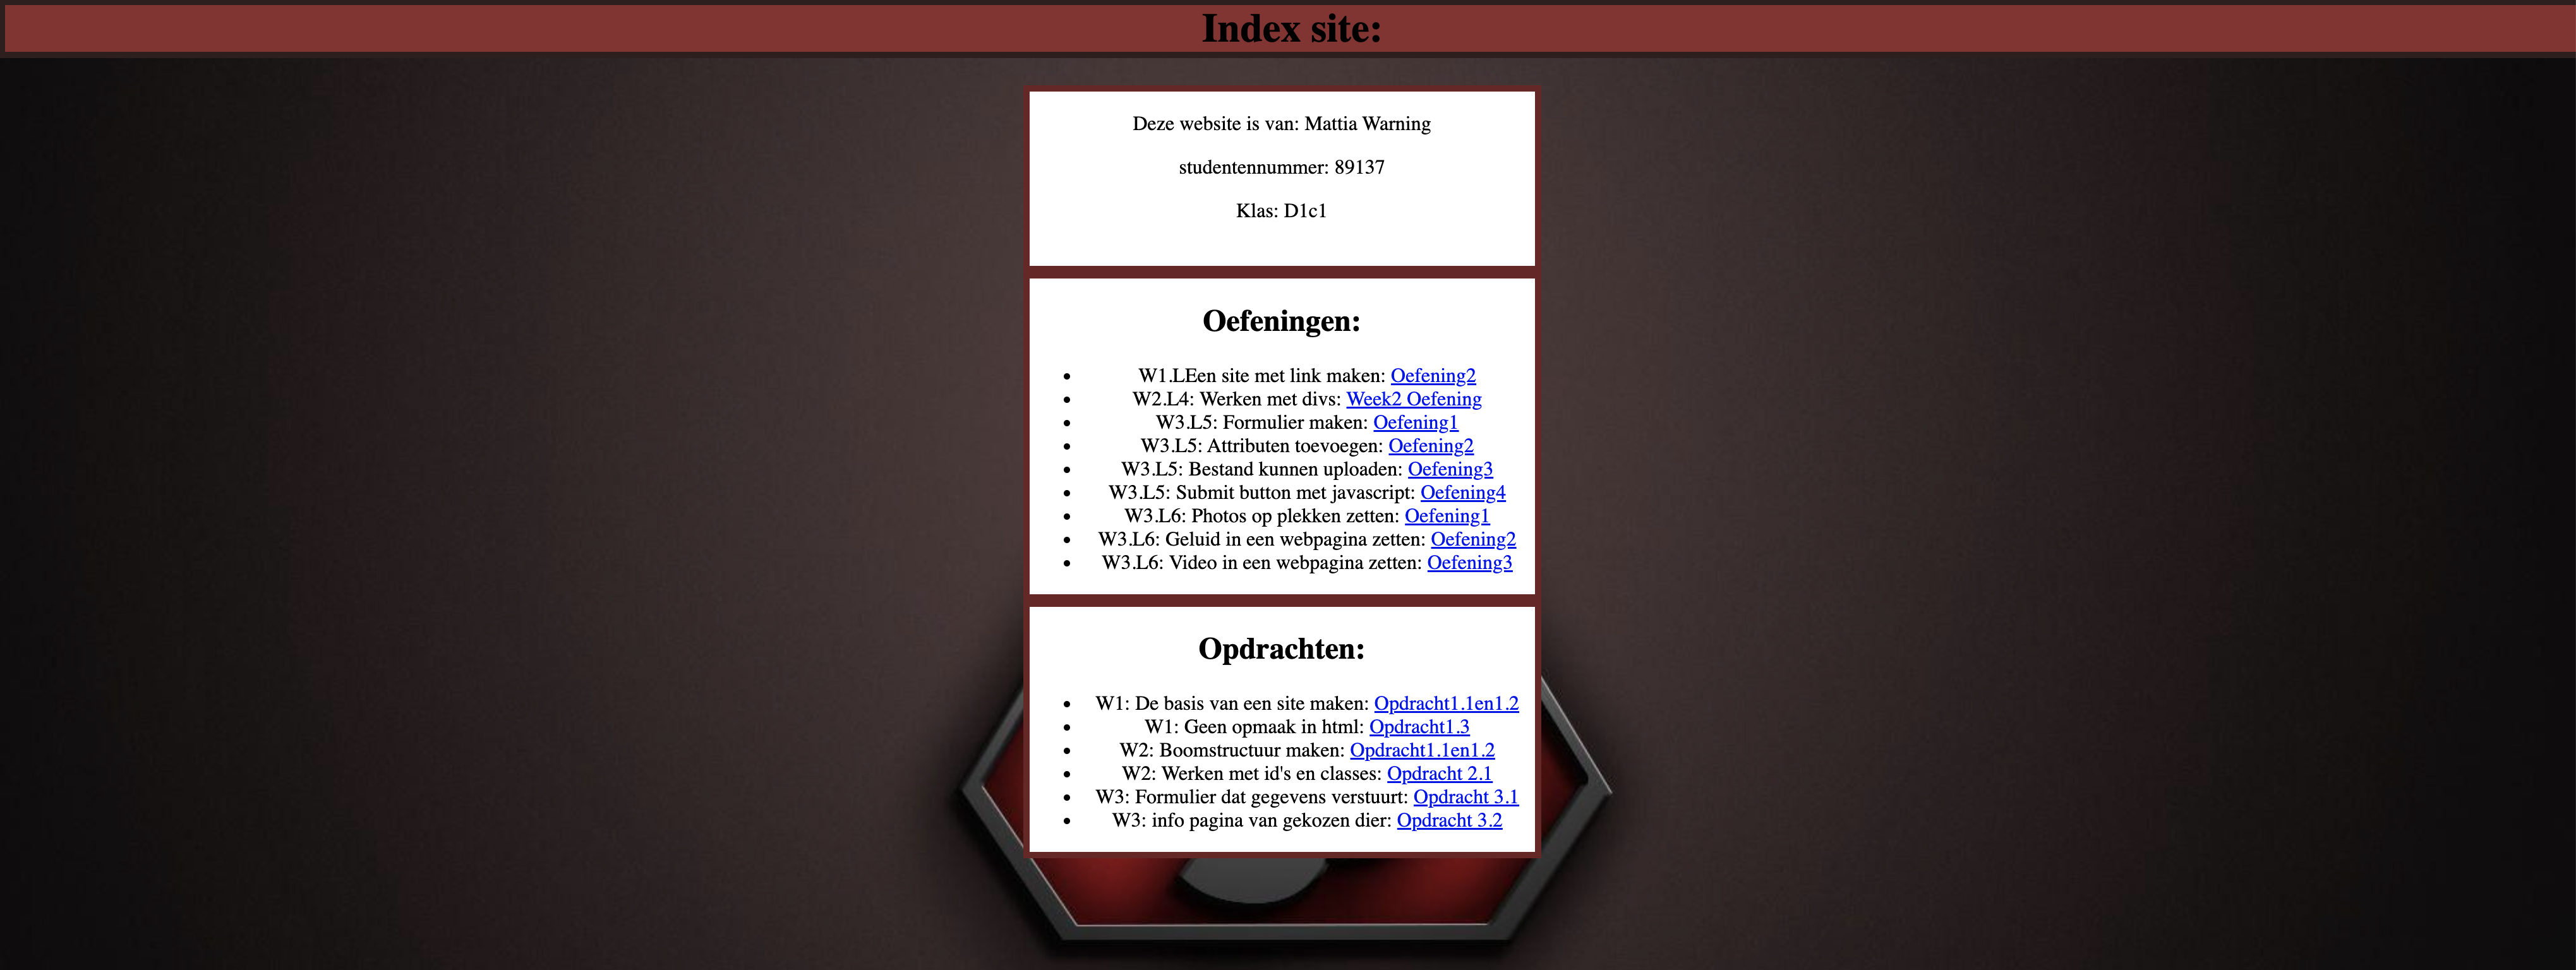 Index site:
Deze website is van: Mattia Warning
studentennummer: 89137
Klas: D1c1
Oefeningen:
• W1.LEen site met link maken: Oefening2
• W2.L4: Werken met divs: Week2 Oefening
• W3.L5: Formulier maken: Oefening1
• W3.L5: Attributen toevoegen: Oefening2
• W3.L5: Bestand kunnen uploaden: Oefening3
• W3.L5: Submit button met javascript: Oefening4
• W3.L6: Photos op plekken zetten: Oefening1
• W3.L6: Geluid in een webpagina zetten: Oefening2
• W3.L6: Video in een webpagina zetten: Oefening3
Opdrachten:
• W1: De basis van een site maken: Opdracht1.1en1.2
• W1: Geen opmaak in html: Opdracht1.3
• W2: Boomstructuur maken: Opdracht1.1en1.2
• W2: Werken met id's en classes: Opdracht 2.1
• W3: Formulier dat gegevens verstuurt: Opdracht 3.1
• W3: info pagina van gekozen dier: Opdracht 3.2